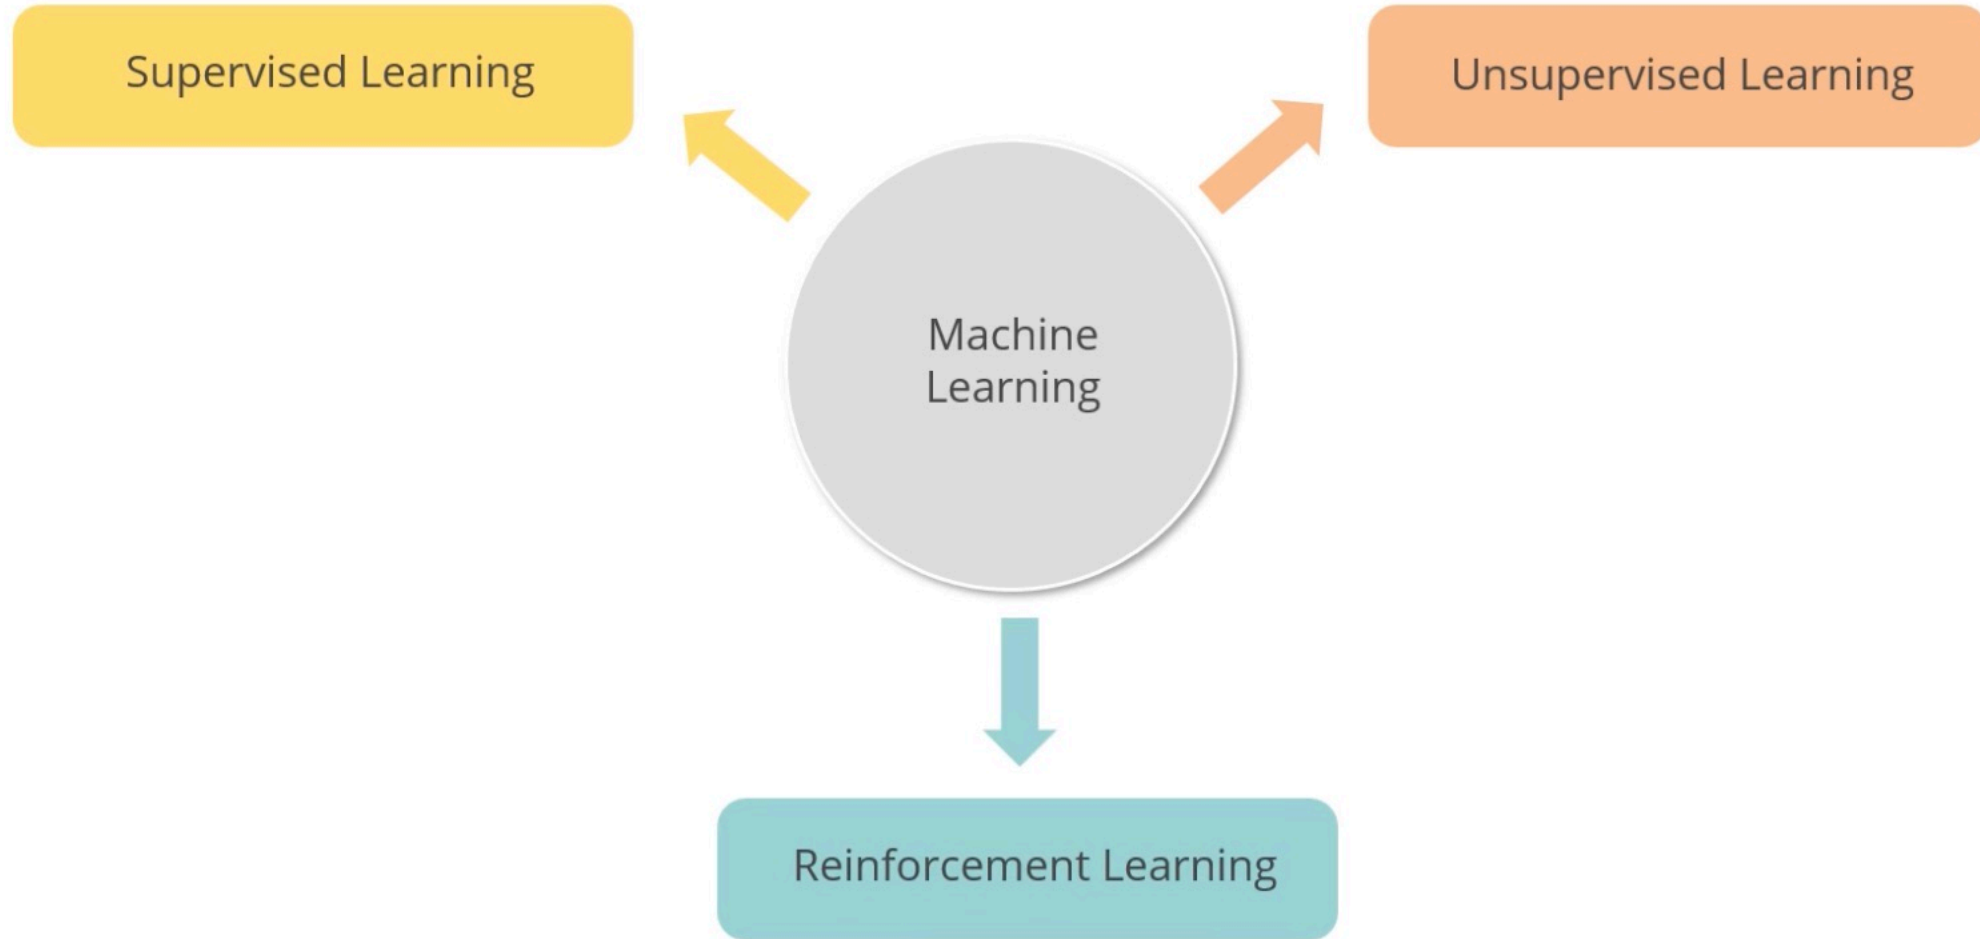 Supervised Learning
Unsupervised Learning
Machine
Learning
Reinforcement Learning